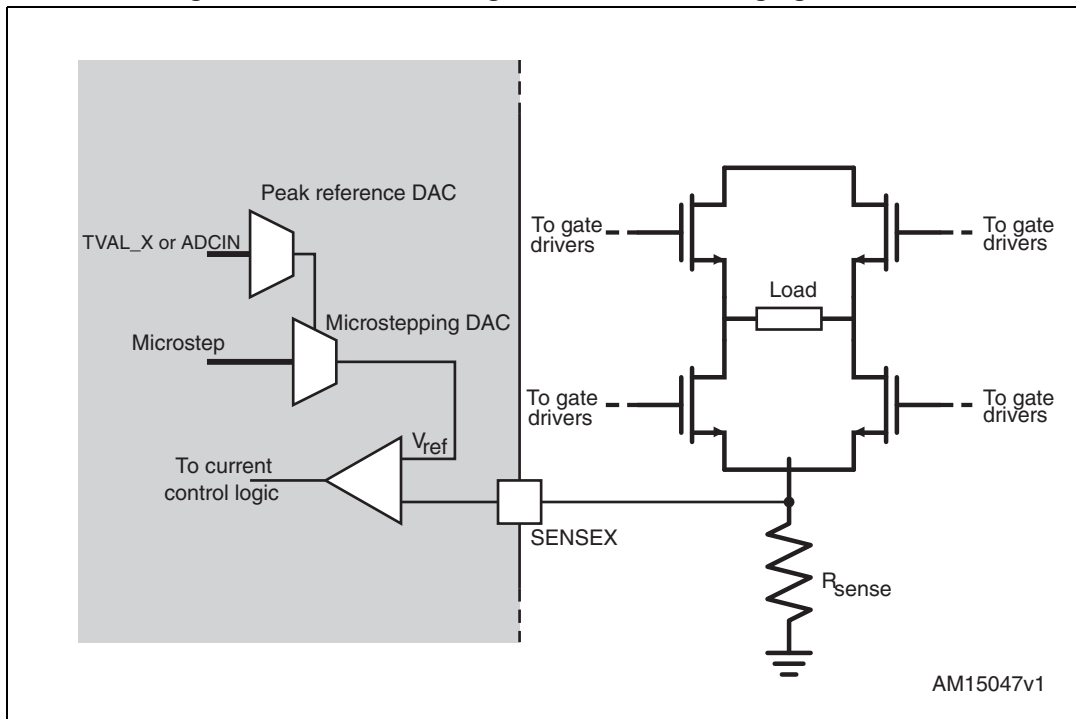 Peak reference DAC
TVAL_X or ADCIN
Microstepping DAC
Microstep
Vref
To current
control logic
SENSEX
To gate
drivers
To gate
drivers
Load
To gate
drivers
To gate
drivers
Rsense
AM15047v1